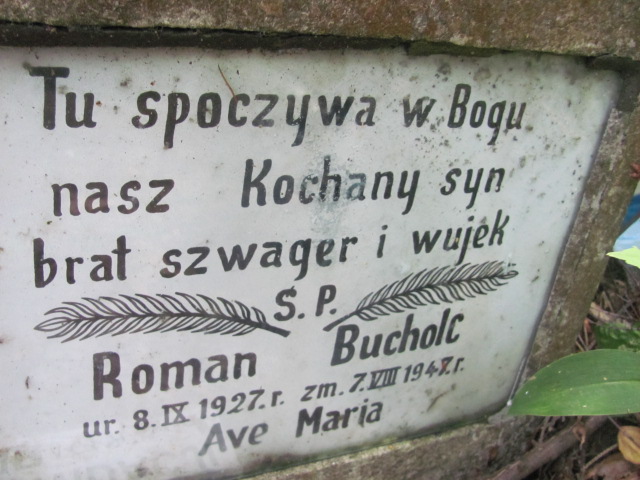 Tu spoczywa w Bogu
nasz Kochany syn
brat szwagier i wujek
Ś.P.
Roman Bucholc
ur. 8.IX 1927.r. zm. 7.VIII 1947.r.
Ave Maria